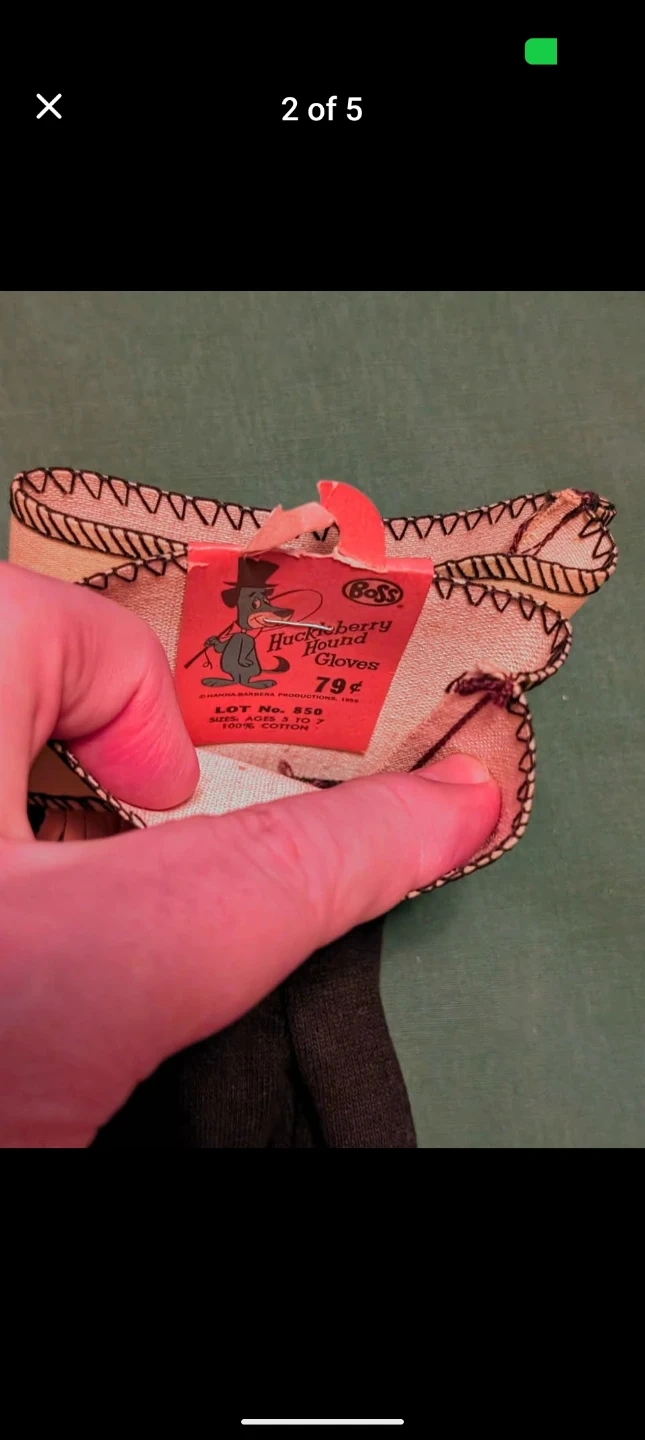 2 of 5
BOSS
Huckleberry
Hound
Gloves
79¢
© HANNA-BARBERA PRODUCTIONS, 1959
LOT No. 850
SIZES: AGES 5 TO 7
100% COTTON